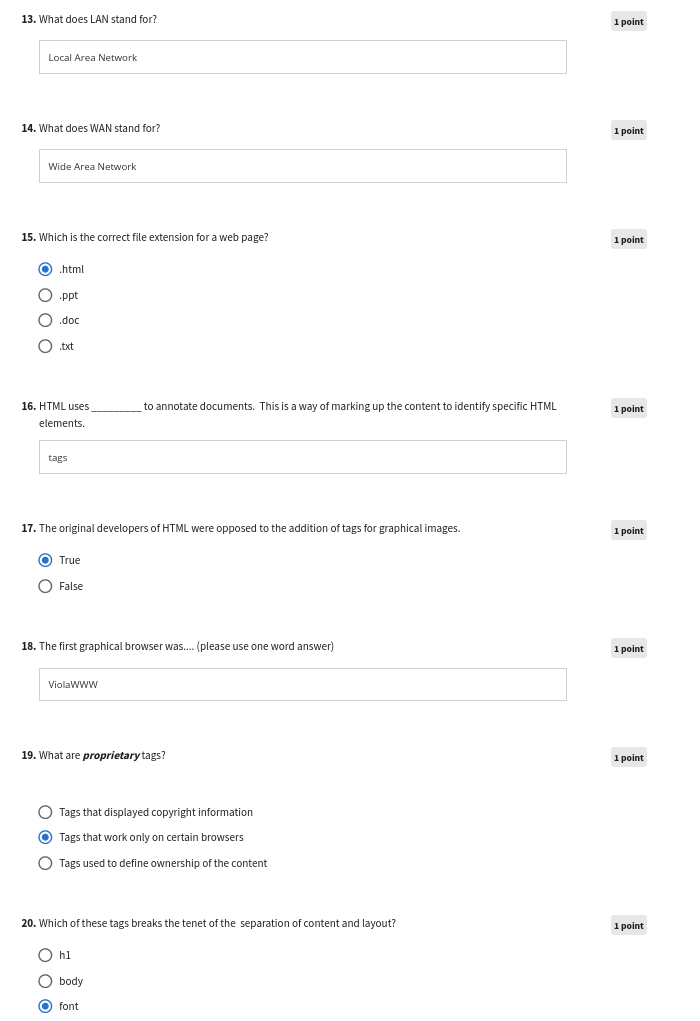 13. What does LAN stand for?
1 point
Local Area Network
14. What does WAN stand for?
1 point
Wide Area Network
15. Which is the correct file extension for a web page?
1 point
.html
.ppt
.doc
.txt
16. HTML uses _________ to annotate documents.  This is a way of marking up the content to identify specific HTML
elements.
1 point
tags
17. The original developers of HTML were opposed to the addition of tags for graphical images.
1 point
True
False
18. The first graphical browser was.... (please use one word answer)
1 point
ViolaWWW
19. What are proprietary tags?
1 point
Tags that displayed copyright information
Tags that work only on certain browsers
Tags used to define ownership of the content
20. Which of these tags breaks the tenet of the  separation of content and layout?
1 point
h1
body
font